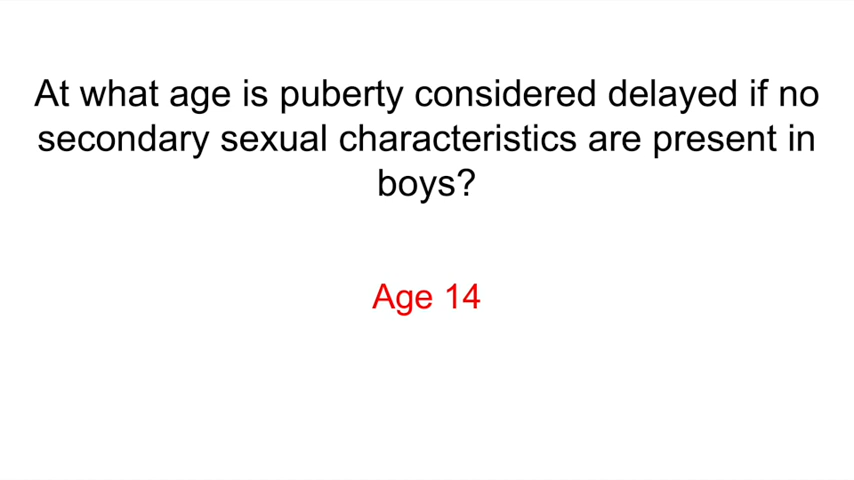 At what age is puberty considered delayed if no
secondary sexual characteristics are present in
boys?
Age 14